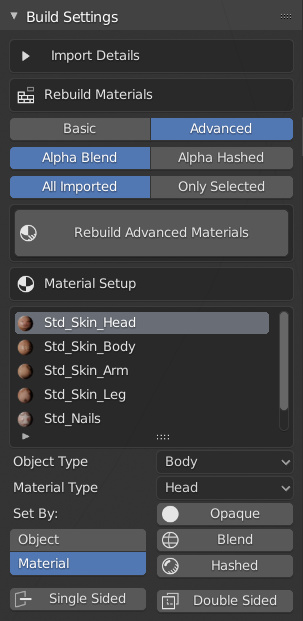 Build Settings
Import Details
Rebuild Materials
Basic Advanced
Alpha Blend Alpha Hashed
All Imported Only Selected
Rebuild Advanced Materials
Material Setup
Std_Skin_Head
Std_Skin_Body
Std_Skin_Arm
Std_Skin_Leg
Std_Nails
Object Type Body
Material Type Head
Set By: Opaque
Object Blend
Material Hashed
Single Sided Double Sided